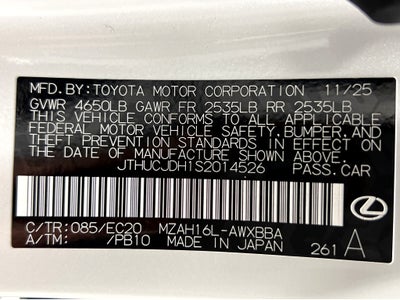 MFD.BY:TOYOTA MOTOR CORPORATION 11/25
GVWR 4650LB GAWR FR 2535LB RR 2535LB
THIS VEHICLE CONFORMS TO ALL APPLICABLE
FEDERAL MOTOR VEHICLE SAFETY,BUMPER,AND
THEFT PREVENTION STANDARDS IN EFFECT ON
THE DATE OF MANUFACTURE SHOWN ABOVE.
JTHUCJDH1S2014526 PASS.CAR
C/TR:085/EC20 MZAH16L-AWXBBA
A/TM: /PB10 MADE IN JAPAN 261A